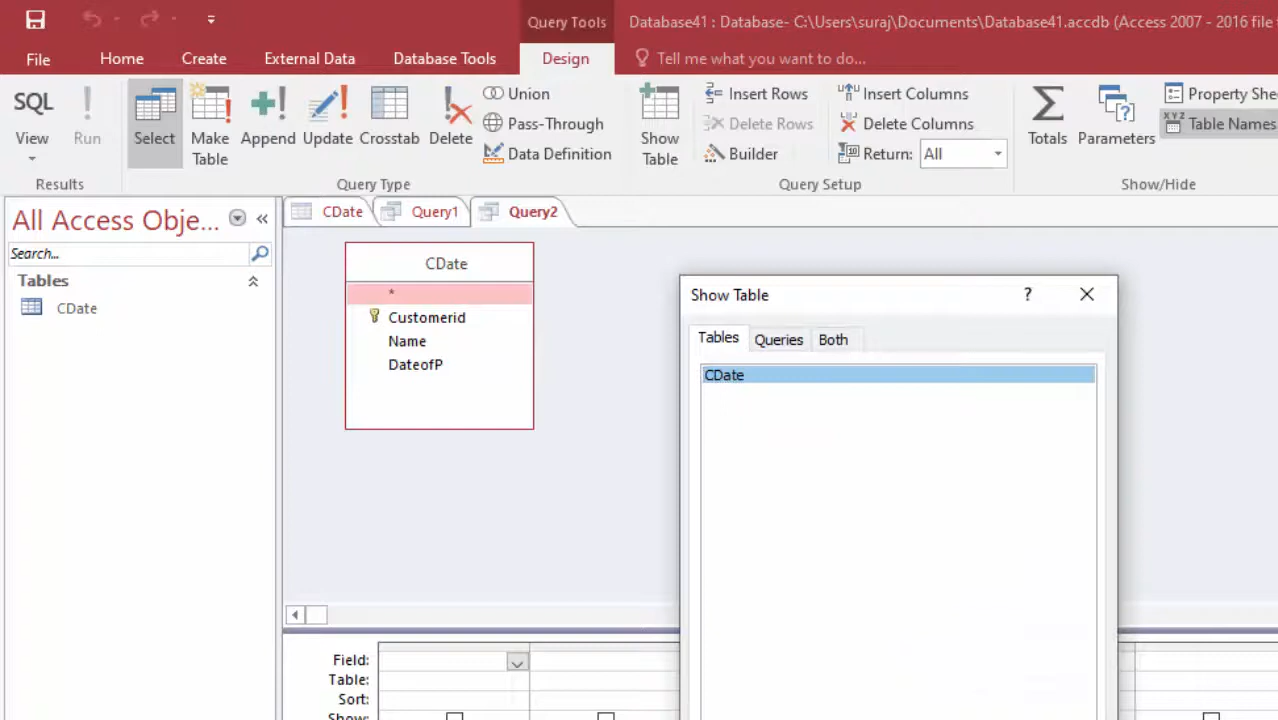 Query Tools
Database41 : Database- C:\Users\suraj\Documents\Database41.accdb (Access 2007 - 2016 file
File Home Create External Data Database Tools Design Tell me what you want to do...
SQL
View
Run
Results
Select
Make
Table
Append
Update
Crosstab
Delete
Union
Pass-Through
Data Definition
Query Type
Show
Table
Insert Rows
Delete Rows
Builder
Insert Columns
Delete Columns
Return: All
Query Setup
Totals
Parameters
Property She
Table Names
XYZ
Show/Hide
All Access Obje...
Search...
Tables
CDate
CDate Query1 Query2
CDate
*
Customerid
Name
DateofP
Show Table ?
Tables Queries Both
CDate
Field:
Table:
Sort:
Show: